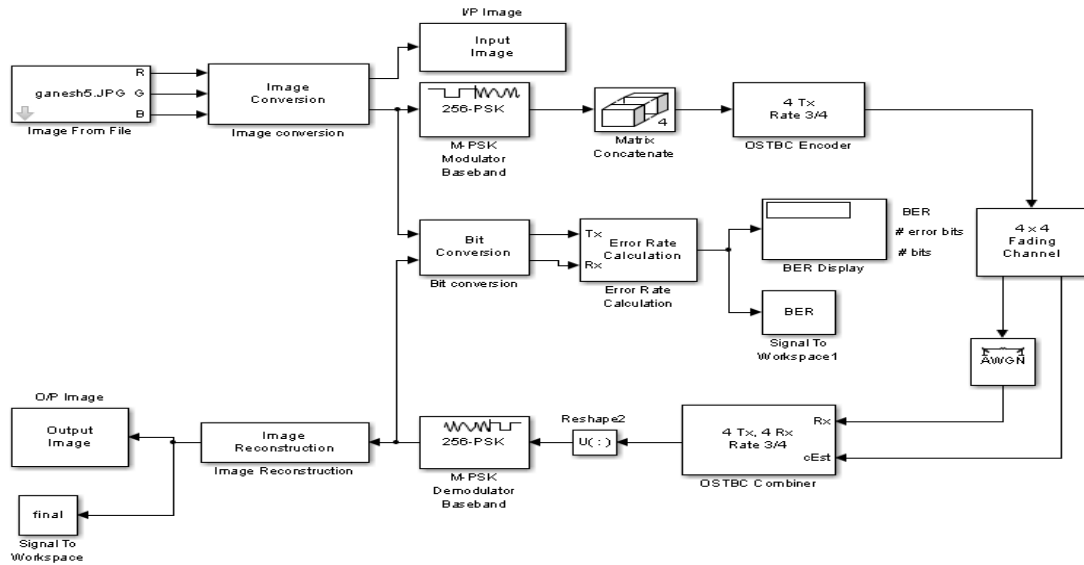 I/P Image
Input
Image
R
ganesh5.JPG G
B
Image From File
Image
Conversion
Image conversion
256-PSK
M-PSK
Modulator
Baseband
4
Matrix
Concatenate
4 Tx
Rate 3/4
OSTBC Encoder
Bit
Conversion
Bit conversion
Tx
Rx
Error Rate
Calculation
Error Rate
Calculation
BER
# error bits
# bits
BER Display
4 x 4
Fading
Channel
BER
Signal To
Workspace1
AWGN
O/P Image
Output
Image
Image
Reconstruction
Image Reconstruction
256-PSK
M-PSK
Demodulator
Baseband
Reshape2
U(:)
4 Tx, 4 Rx
Rate 3/4
Rx
cEst
OSTBC Combiner
final
Signal To
Workspace